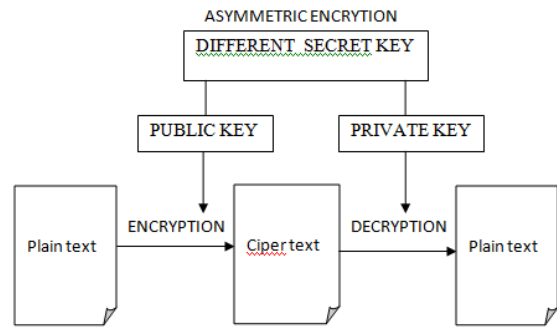 ASYMMETRIC ENCRYTION
DIFFERENT SECRET KEY
PUBLIC KEY
PRIVATE KEY
Plain text
ENCRYPTION
Ciper text
DECRYPTION
Plain text